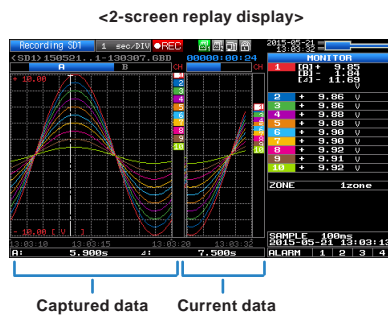 <2-screen replay display>
Recording SD1 1 sec/DIV ●REC 2015-05-21 13:03:32
<SD1>150521..1-130307.GBD 00000:00:24 MONITOR
A B CH CH
1 [A]+ 9.85
[B]- 1.84
[⊿]- 11.69
V
2 + 9.86 V
3 + 9.86 V
4 + 9.88 V
5 + 9.88 V
6 + 9.90 V
7 + 9.90 V
8 + 9.92 V
9 + 9.91 V
10 + 9.92 V
+ 10.00
- 10.00 [ V ]
ZONE 1zone
SAMPLE 100ms
2015-05-21 13:03:13
13:03:10 13:03:15 13:03:20 13:03:32
A: 5.900s ⊿: 7.500s ALARM 1 2 3 4
Captured data Current data